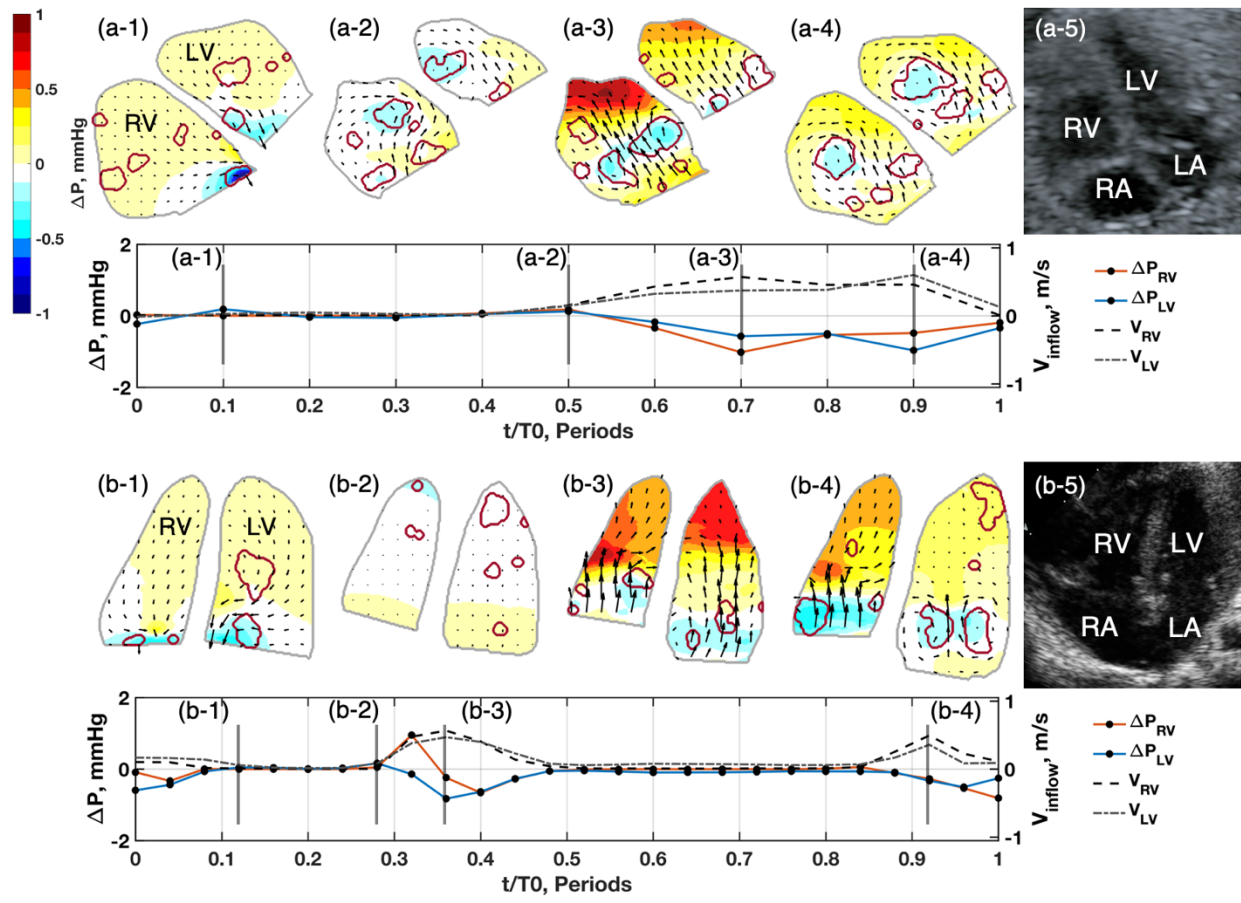 (a-1) (a-2) (a-3) (a-4) (a-5)
1
0.5
0
-0.5
-1
ΔP, mmHg
LV
RV
LV
RV
LA
RA
(a-1) (a-2) (a-3) (a-4)
2
0
-2
ΔP, mmHg
1
0
-1
V_inflow, m/s
0 0.1 0.2 0.3 0.4 0.5 0.6 0.7 0.8 0.9 1
t/T0, Periods
ΔP_RV
ΔP_LV
V_RV
V_LV
(b-1) (b-2) (b-3) (b-4) (b-5)
RV LV
RV LV
RA LA
(b-1) (b-2) (b-3) (b-4)
2
0
-2
ΔP, mmHg
1
0
-1
V_inflow, m/s
0 0.1 0.2 0.3 0.4 0.5 0.6 0.7 0.8 0.9 1
t/T0, Periods
ΔP_RV
ΔP_LV
V_RV
V_LV